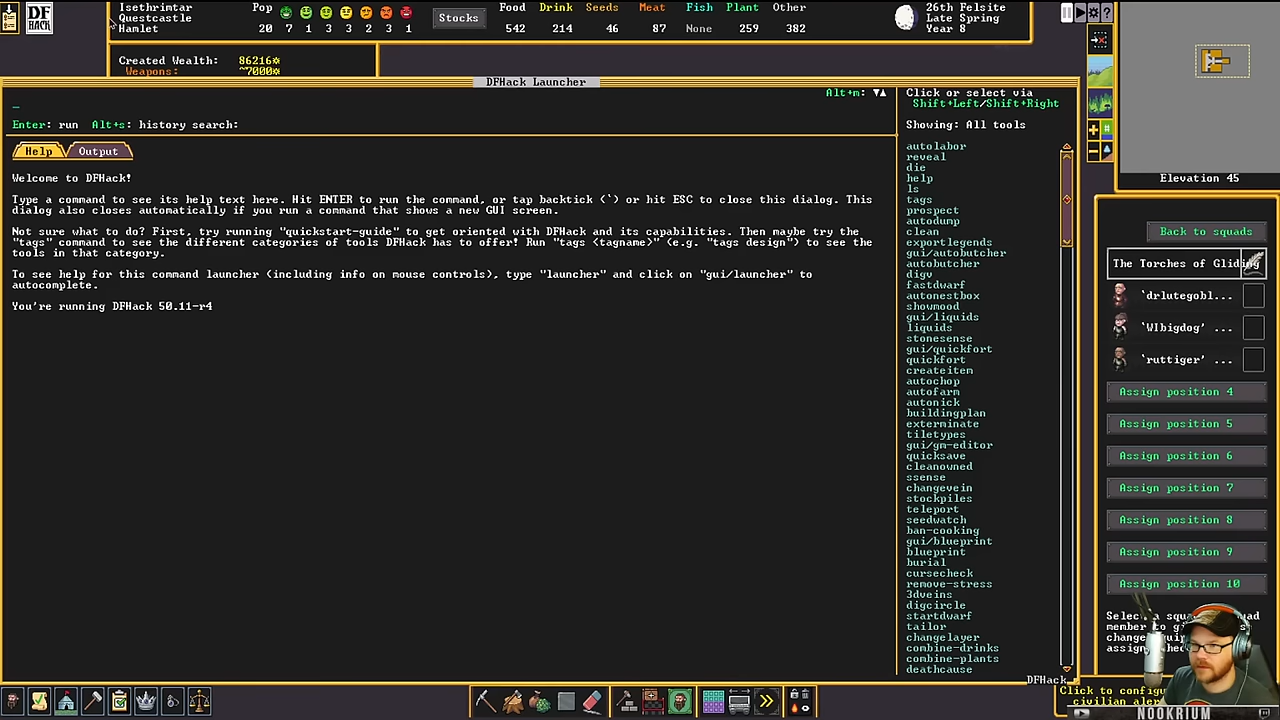 DF
HACK
Isethrimtar
Questcastle
Hamlet
Pop
20 7 1 3 3 2 3 1
Stocks
Food Drink Seeds Meat Fish Plant Other
542 214 46 87 None 259 382
26th Felsite
Late Spring
Year 8
Created Wealth: 86216☼
Weapons: ~7000☼
DFHack Launcher
Alt+m: ▼▲
_
Enter: run Alt+s: history search:
Help Output
Welcome to DFHack!
Type a command to see its help text here. Hit ENTER to run the command, or tap backtick (`) or hit ESC to close this dialog. This
dialog also closes automatically if you run a command that shows a new GUI screen.
Not sure what to do? First, try running "quickstart-guide" to get oriented with DFHack and its capabilities. Then maybe try the
"tags" command to see the different categories of tools DFHack has to offer! Run "tags <tagname>" (e.g. "tags design") to see the
tools in that category.
To see help for this command launcher (including info on mouse controls), type "launcher" and click on "gui/launcher" to
autocomplete.
You're running DFHack 50.11-r4
Click or select via
Shift+Left/Shift+Right
Showing: All tools
autolabor
reveal
die
help
ls
tags
prospect
autodump
clean
exportlegends
gui/autobutcher
autobutcher
digv
fastdwarf
autonestbox
showmood
gui/liquids
liquids
stonesense
gui/quickfort
quickfort
createitem
autochop
autofarm
autonick
buildingplan
exterminate
tiletypes
gui/gm-editor
quicksave
cleanowned
ssense
changevein
stockpiles
teleport
seedwatch
ban-cooking
gui/blueprint
blueprint
burial
cursecheck
remove-stress
3dveins
digcircle
startdwarf
tailor
changelayer
combine-drinks
combine-plants
deathcause
DFHack
Elevation 45
Back to squads
The Torches of Gliding
`drlutegobl...
`WIbigdog' ...
`ruttiger' ...
Assign position 4
Assign position 5
Assign position 6
Assign position 7
Assign position 8
Assign position 9
Assign position 10
Click to
civilian
NOOKRIUM